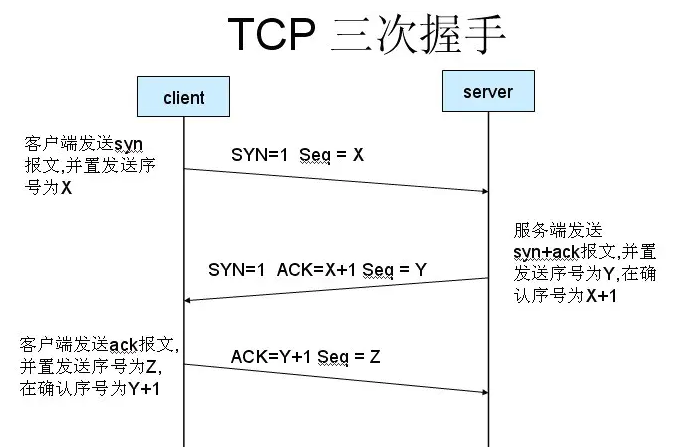 TCP 三次握手
client
server
客户端发送syn
报文,并置发送序
号为X
SYN=1 Seq = X
服务端发送
syn+ack报文,并置
发送序号为Y,在确
认序号为X+1
SYN=1 ACK=X+1 Seq = Y
客户端发送ack报文,
并置发送序号为Z,
在确认序号为Y+1
ACK=Y+1 Seq = Z